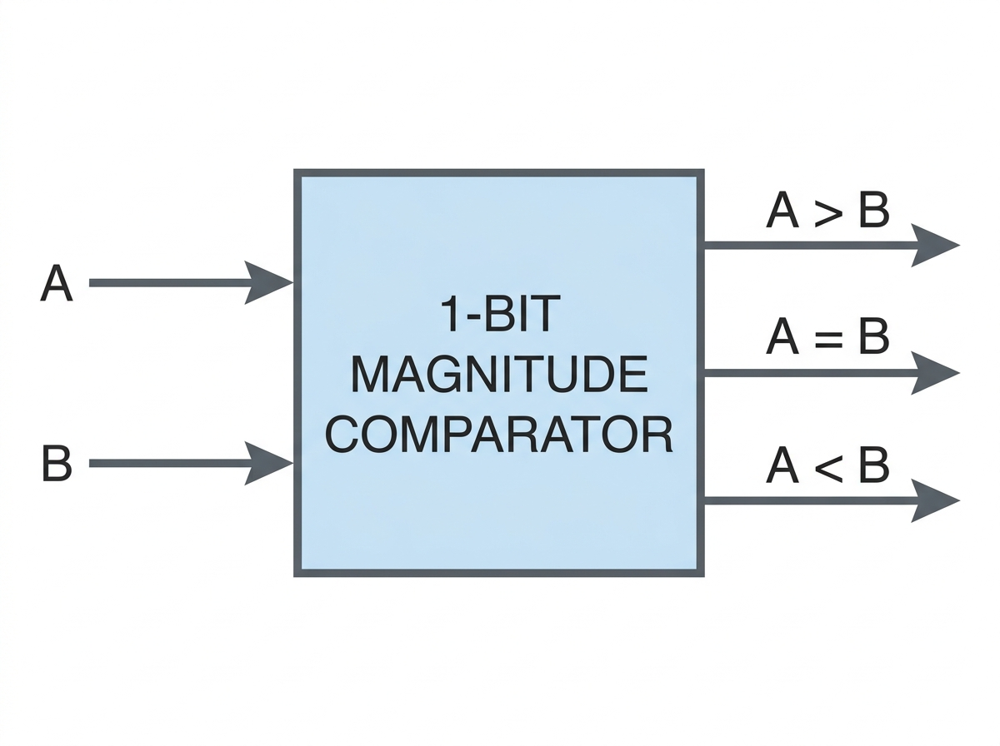 A
B
1-BIT
MAGNITUDE
COMPARATOR
A > B
A = B
A < B